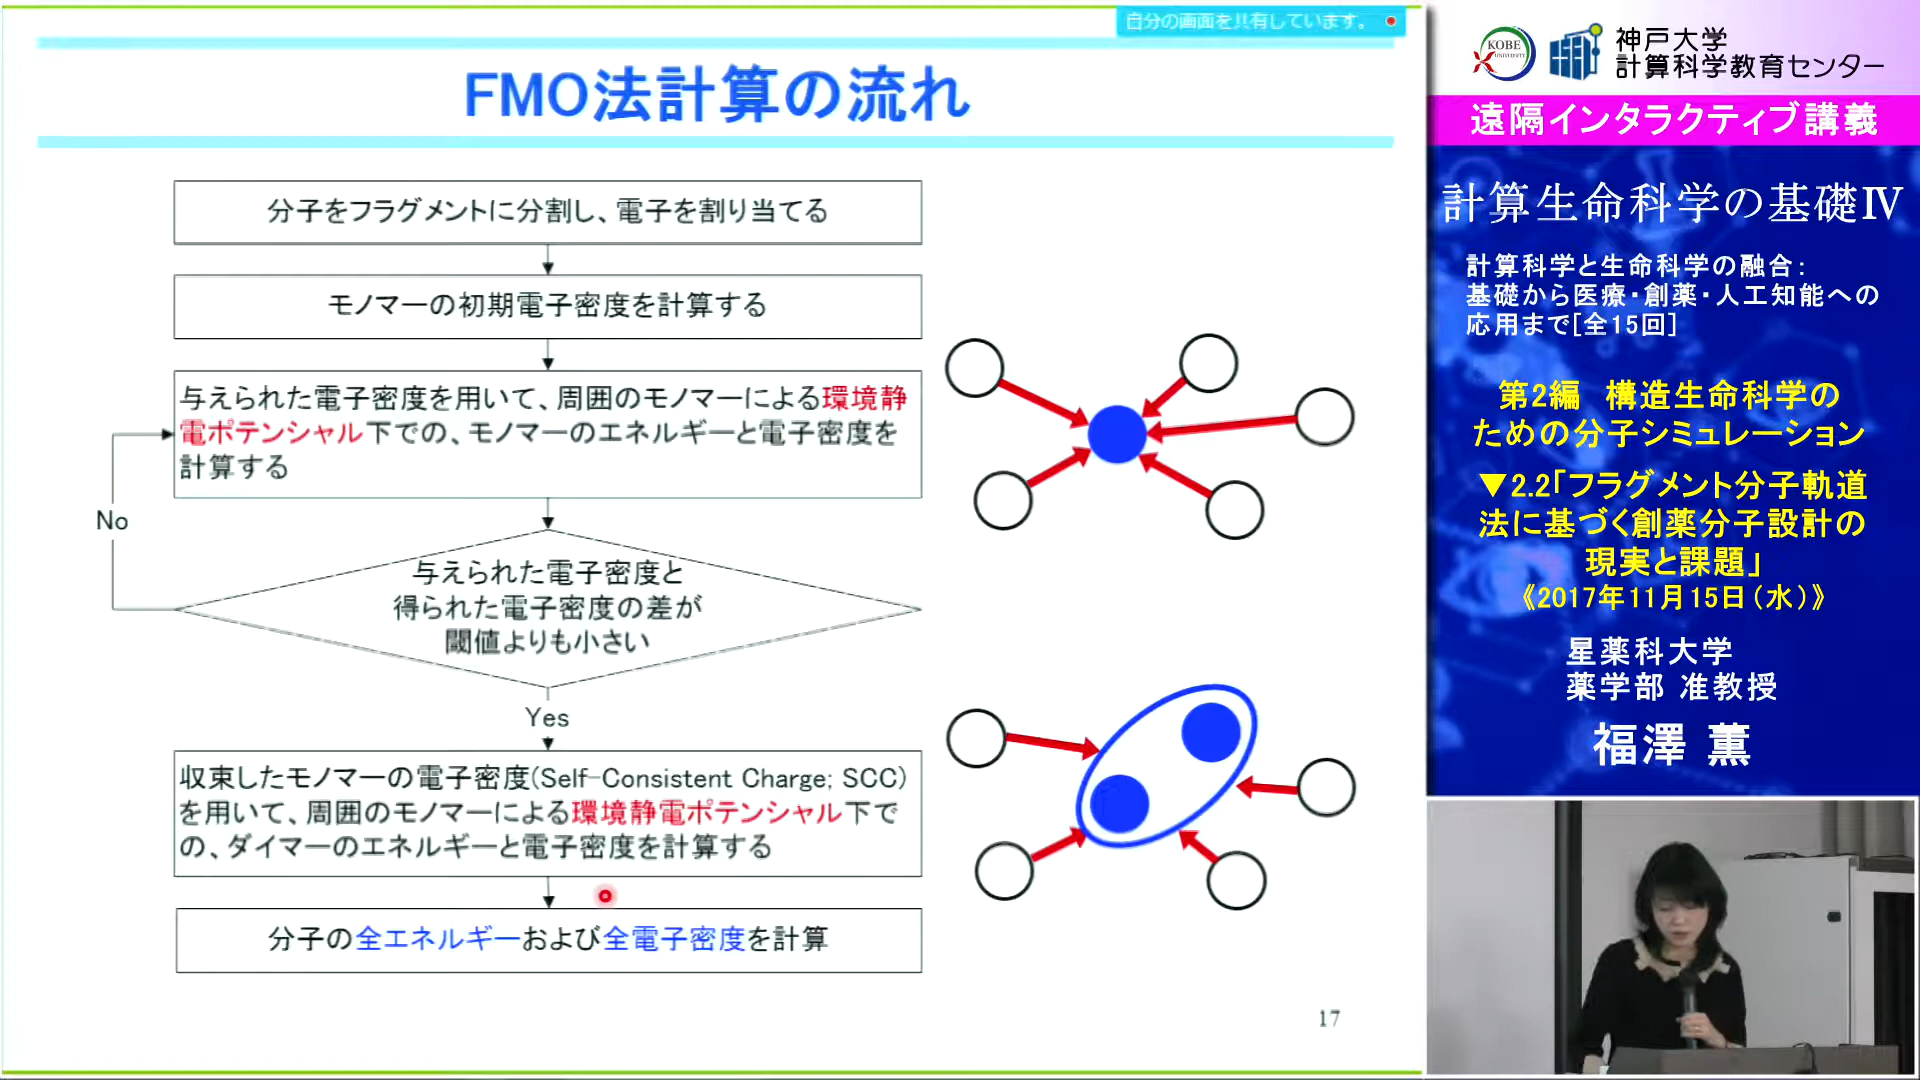 自分の画面を共有しています。
FMO法計算の流れ
分子をフラグメントに分割し、電子を割り当てる
モノマーの初期電子密度を計算する
与えられた電子密度を用いて、周囲のモノマーによる環境静
電ポテンシャル下での、モノマーのエネルギーと電子密度を
計算する
No
与えられた電子密度と
得られた電子密度の差が
閾値よりも小さい
Yes
収束したモノマーの電子密度(Self-Consistent Charge; SCC)
を用いて、周囲のモノマーによる環境静電ポテンシャル下で
の、ダイマーのエネルギーと電子密度を計算する
分子の全エネルギーおよび全電子密度を計算
17
KOBE
UNIVERSITY
神戸大学
計算科学教育センター
遠隔インタラクティブ講義
計算生命科学の基礎Ⅳ
計算科学と生命科学の融合：
基礎から医療・創薬・人工知能への
応用まで[全15回]
第2編 構造生命科学の
ための分子シミュレーション
▼2.2「フラグメント分子軌道
法に基づく創薬分子設計の
現実と課題」
《2017年11月15日（水）》
星薬科大学
薬学部 准教授
福澤 薫